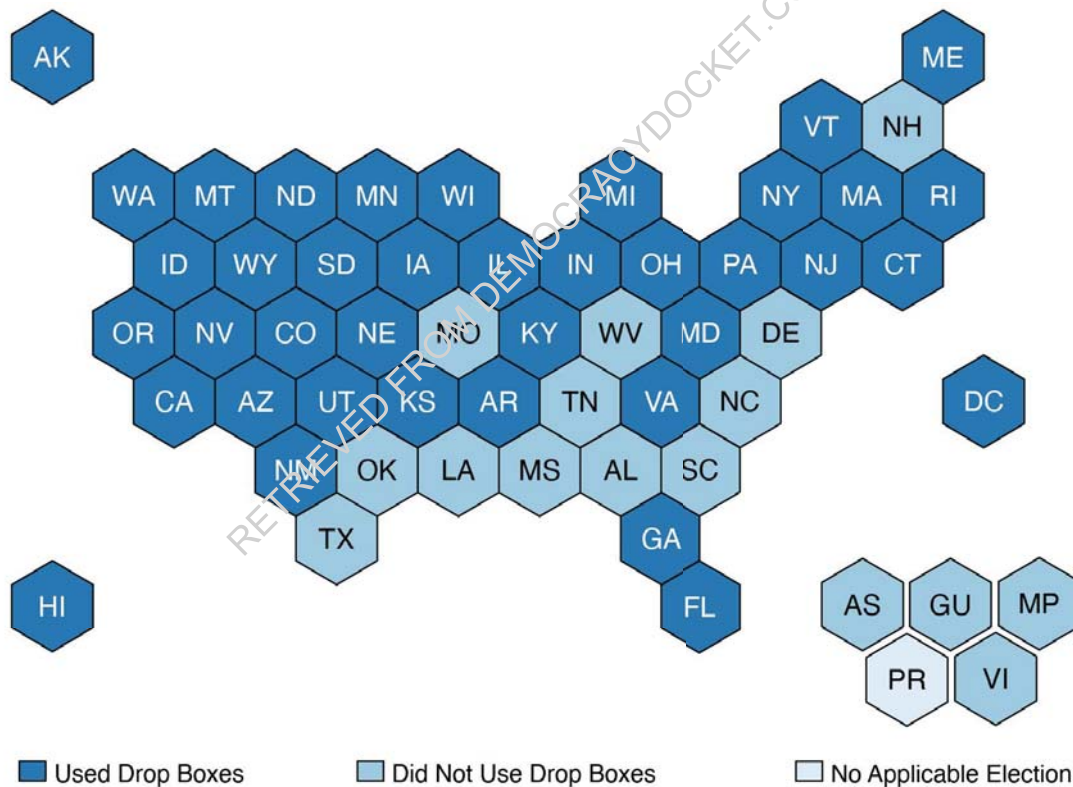 AK
ME
VT NH
WA MT ND MN WI MI NY MA RI
ID WY SD IA IL IN OH PA NJ CT
OR NV CO NE MO KY WV MD DE
CA AZ UT KS AR TN VA NC DC
NM OK LA MS AL SC
TX GA
HI FL AS GU MP
PR VI
Used Drop Boxes Did Not Use Drop Boxes No Applicable Election
RETRIEVED FROM DEMOCRACYDOCKET.C